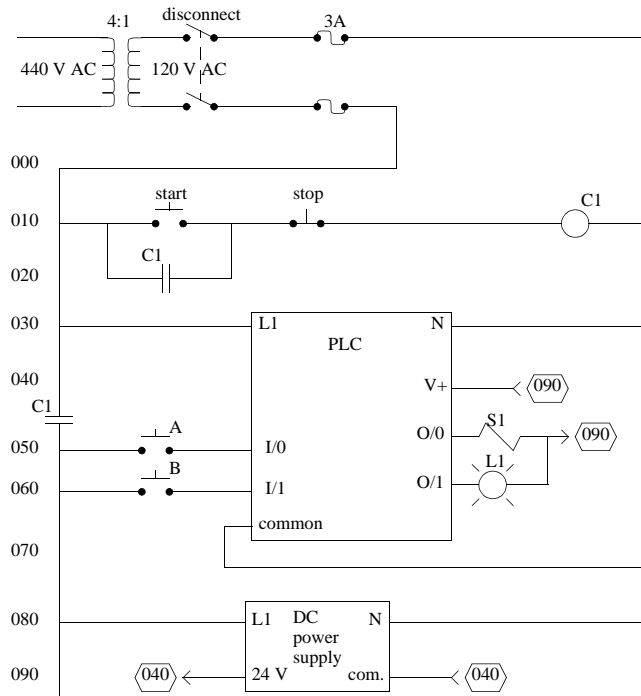 4:1
disconnect
3A
440 V AC
120 V AC
000
start
stop
C1
010
C1
020
030
L1
N
PLC
040
V+
090
C1
S1
A
O/0
090
050
I/0
L1
B
060
I/1
O/1
common
070
080
L1
DC
power
supply
N
090
040
24 V
com.
040